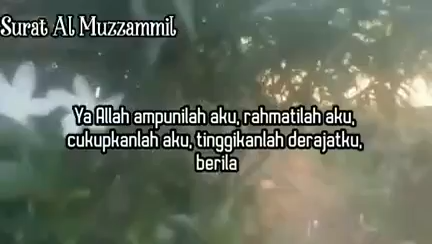 Surat Al Muzzammil
Ya Allah ampunilah aku, rahmatilah aku,
cukupkanlah aku, tinggikanlah derajatku,
berila